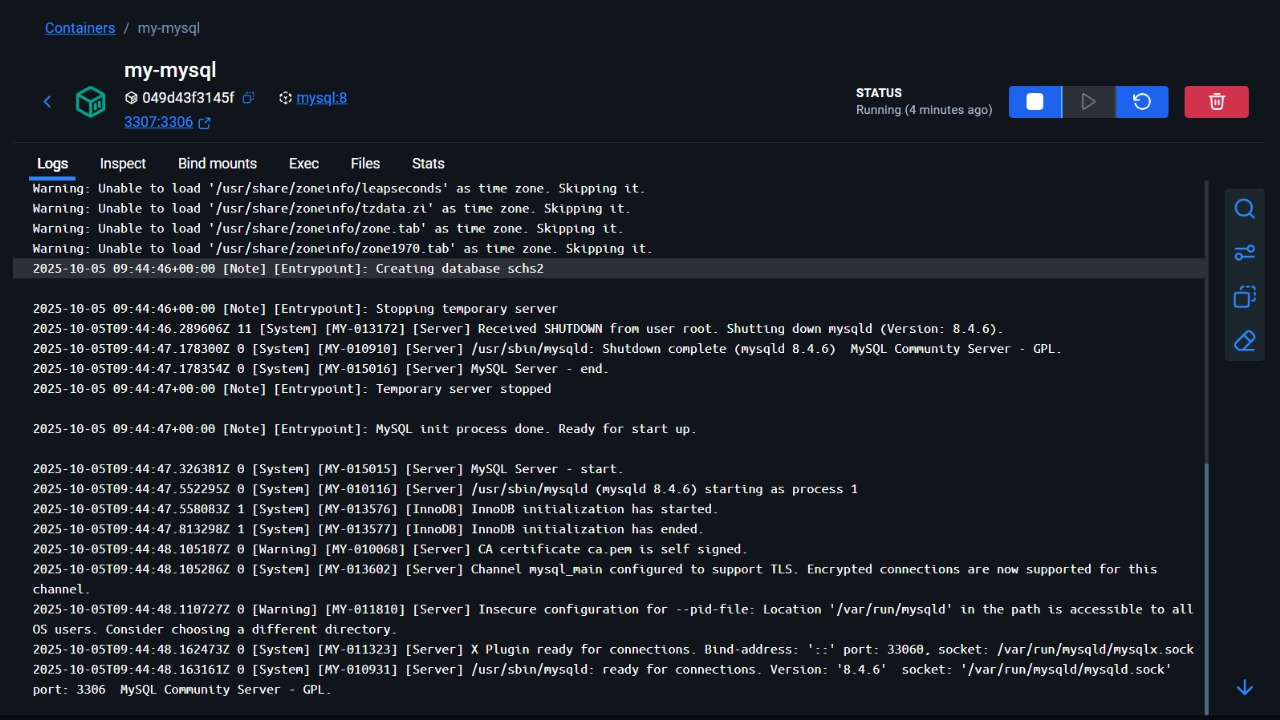 Containers / my-mysql
my-mysql
049d43f3145f mysql:8
3307:3306
STATUS
Running (4 minutes ago)
Logs Inspect Bind mounts Exec Files Stats
Warning: Unable to load '/usr/share/zoneinfo/leapseconds' as time zone. Skipping it.
Warning: Unable to load '/usr/share/zoneinfo/tzdata.zi' as time zone. Skipping it.
Warning: Unable to load '/usr/share/zoneinfo/zone.tab' as time zone. Skipping it.
Warning: Unable to load '/usr/share/zoneinfo/zone1970.tab' as time zone. Skipping it.
2025-10-05 09:44:46+00:00 [Note] [Entrypoint]: Creating database schs2
2025-10-05 09:44:46+00:00 [Note] [Entrypoint]: Stopping temporary server
2025-10-05T09:44:46.289606Z 11 [System] [MY-013172] [Server] Received SHUTDOWN from user root. Shutting down mysqld (Version: 8.4.6).
2025-10-05T09:44:47.178300Z 0 [System] [MY-010910] [Server] /usr/sbin/mysqld: Shutdown complete (mysqld 8.4.6)  MySQL Community Server - GPL.
2025-10-05T09:44:47.178354Z 0 [System] [MY-015016] [Server] MySQL Server - end.
2025-10-05 09:44:47+00:00 [Note] [Entrypoint]: Temporary server stopped
2025-10-05 09:44:47+00:00 [Note] [Entrypoint]: MySQL init process done. Ready for start up.
2025-10-05T09:44:47.326381Z 0 [System] [MY-015015] [Server] MySQL Server - start.
2025-10-05T09:44:47.552295Z 0 [System] [MY-010116] [Server] /usr/sbin/mysqld (mysqld 8.4.6) starting as process 1
2025-10-05T09:44:47.558083Z 1 [System] [MY-013576] [InnoDB] InnoDB initialization has started.
2025-10-05T09:44:47.813298Z 1 [System] [MY-013577] [InnoDB] InnoDB initialization has ended.
2025-10-05T09:44:48.105187Z 0 [Warning] [MY-010068] [Server] CA certificate ca.pem is self signed.
2025-10-05T09:44:48.105286Z 0 [System] [MY-013602] [Server] Channel mysql_main configured to support TLS. Encrypted connections are now supported for this
channel.
2025-10-05T09:44:48.110727Z 0 [Warning] [MY-011810] [Server] Insecure configuration for --pid-file: Location '/var/run/mysqld' in the path is accessible to all
OS users. Consider choosing a different directory.
2025-10-05T09:44:48.162473Z 0 [System] [MY-011323] [Server] X Plugin ready for connections. Bind-address: '::' port: 33060, socket: /var/run/mysqld/mysqlx.sock
2025-10-05T09:44:48.163161Z 0 [System] [MY-010931] [Server] /usr/sbin/mysqld: ready for connections. Version: '8.4.6'  socket: '/var/run/mysqld/mysqld.sock'
port: 3306  MySQL Community Server - GPL.